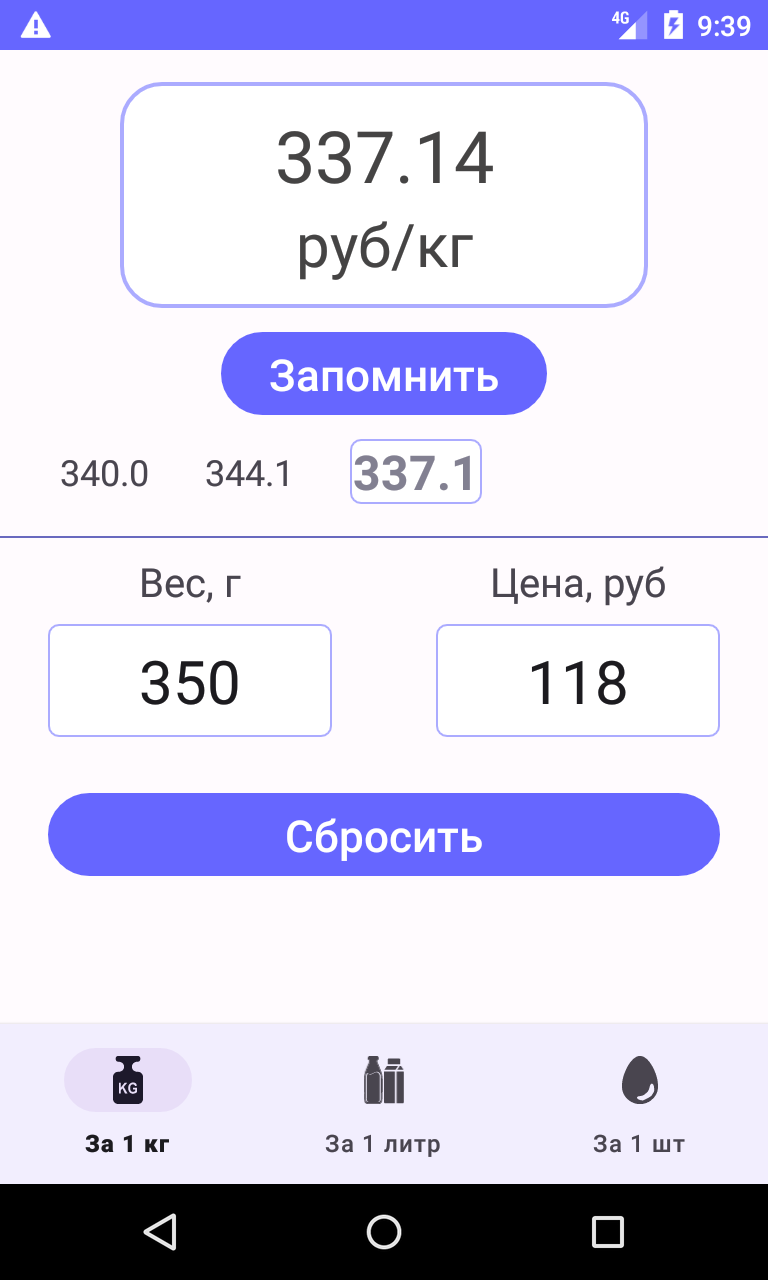 4G 9:39
337.14
руб/кг
Запомнить
340.0 344.1 337.1
Вес, г Цена, руб
350 118
Сбросить
KG
За 1 кг За 1 литр За 1 шт